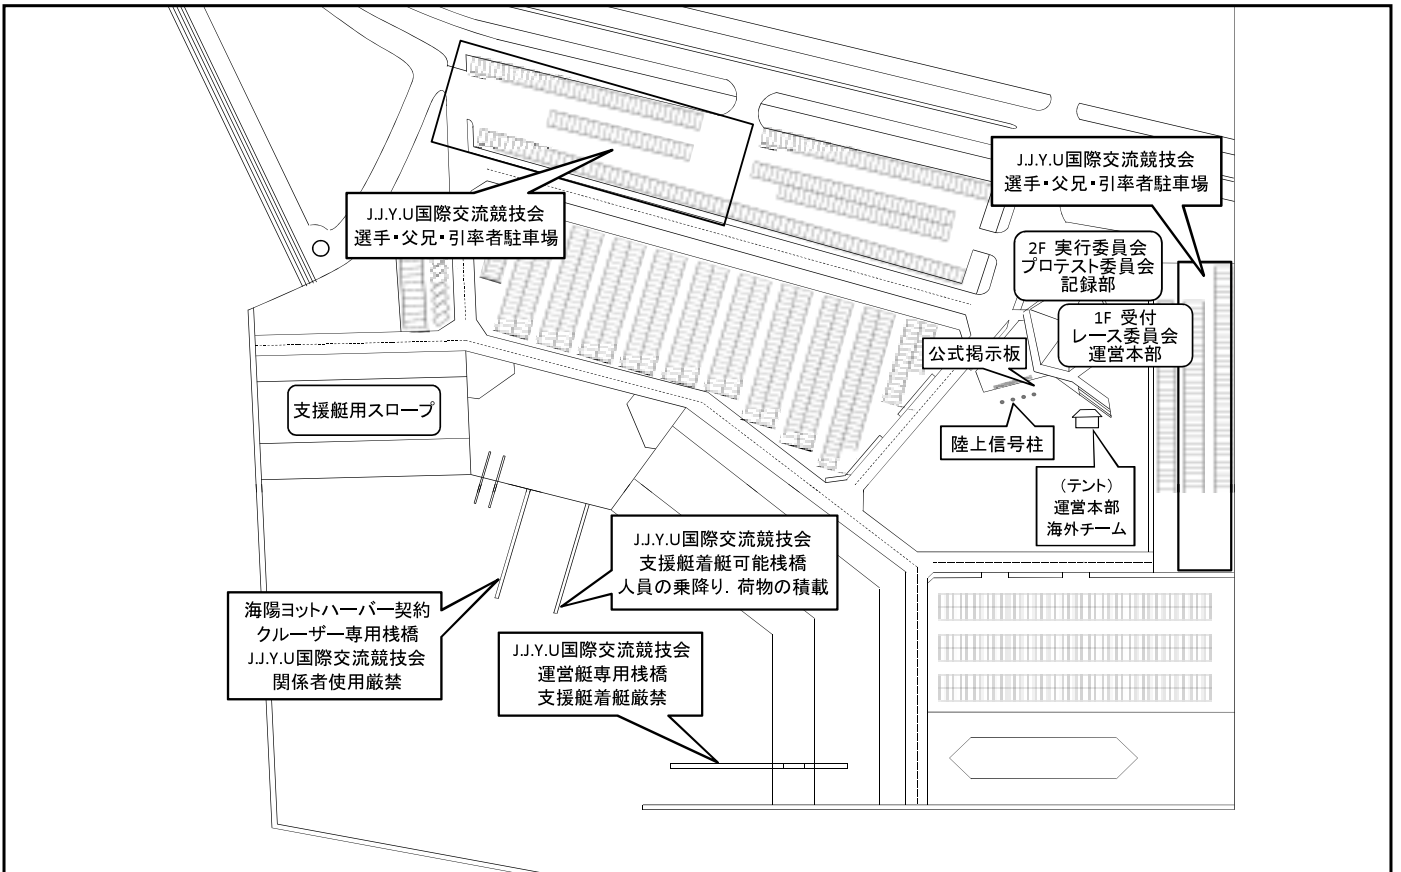 J.J.Y.U国際交流競技会
選手・父兄・引率者駐車場
J.J.Y.U国際交流競技会
選手・父兄・引率者駐車場
2F 実行委員会
プロテスト委員会
記録部
1F 受付
レース委員会
運営本部
公式掲示板
支援艇用スロープ
陸上信号柱
（テント）
運営本部
海外チーム
J.J.Y.U国際交流競技会
支援艇着艇可能桟橋
人員の乗降り．荷物の積載
海陽ヨットハーバー契約
クルーザー専用桟橋
J.J.Y.U国際交流競技会
関係者使用厳禁
J.J.Y.U国際交流競技会
運営艇専用桟橋
支援艇着艇厳禁